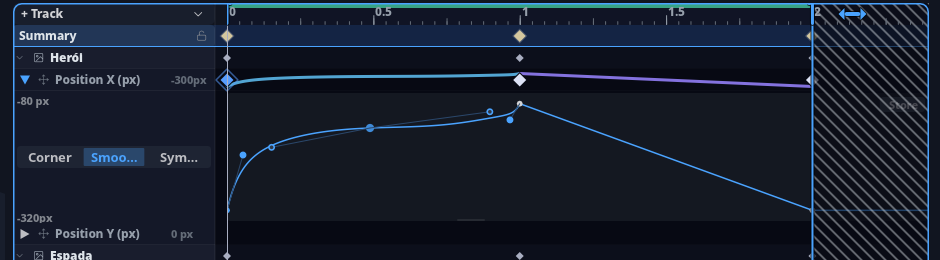 + Track 0 0.5 1 1.5 2
Summary
Heról
Position X (px) -300px
-80 px
Store
Corner Smoo... Sym...
-320px
Position Y (px) 0 px
Espada